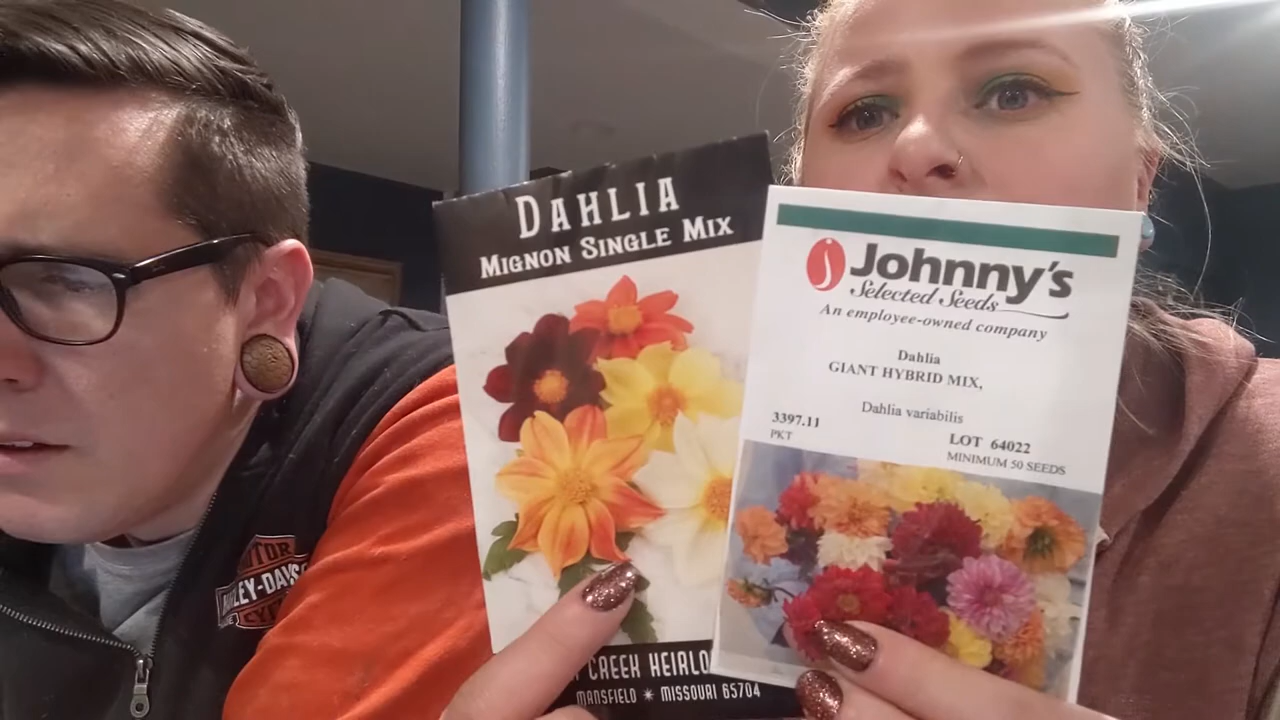 DAHLIA
MIGNON SINGLE MIX
CREEK
MANSFIELD * MISSOURI 65704
Johnny's
Selected Seeds
An employee-owned company
Dahlia
GIANT HYBRID MIX,
Dahlia variabilis
3397.11
PKT
LOT 64022
MINIMUM 50 SEEDS